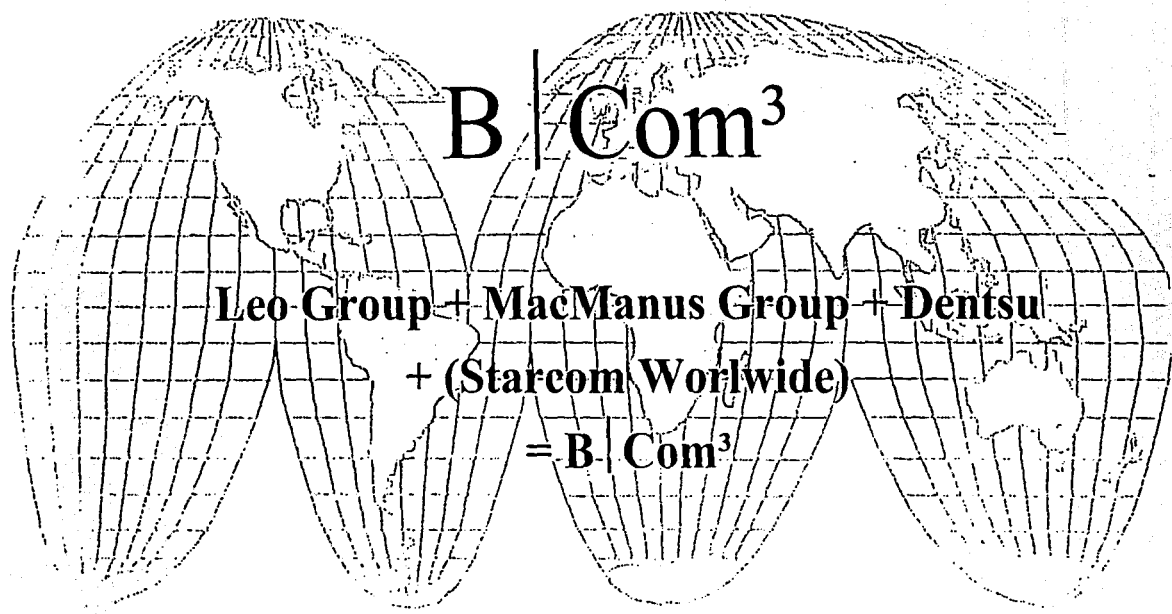 B | Com³
Leo Group + MacManus Group + Dentsu
+ (Starcom Worlwide)
= B | Com³